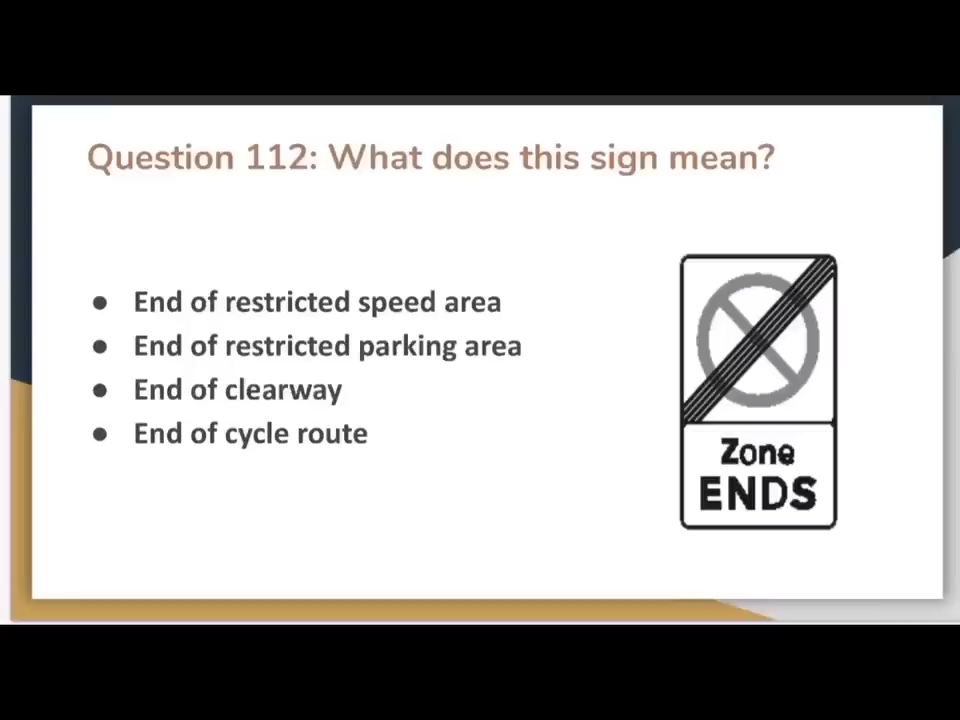 Question 112: What does this sign mean?
● End of restricted speed area
● End of restricted parking area
● End of clearway
● End of cycle route
Zone
ENDS